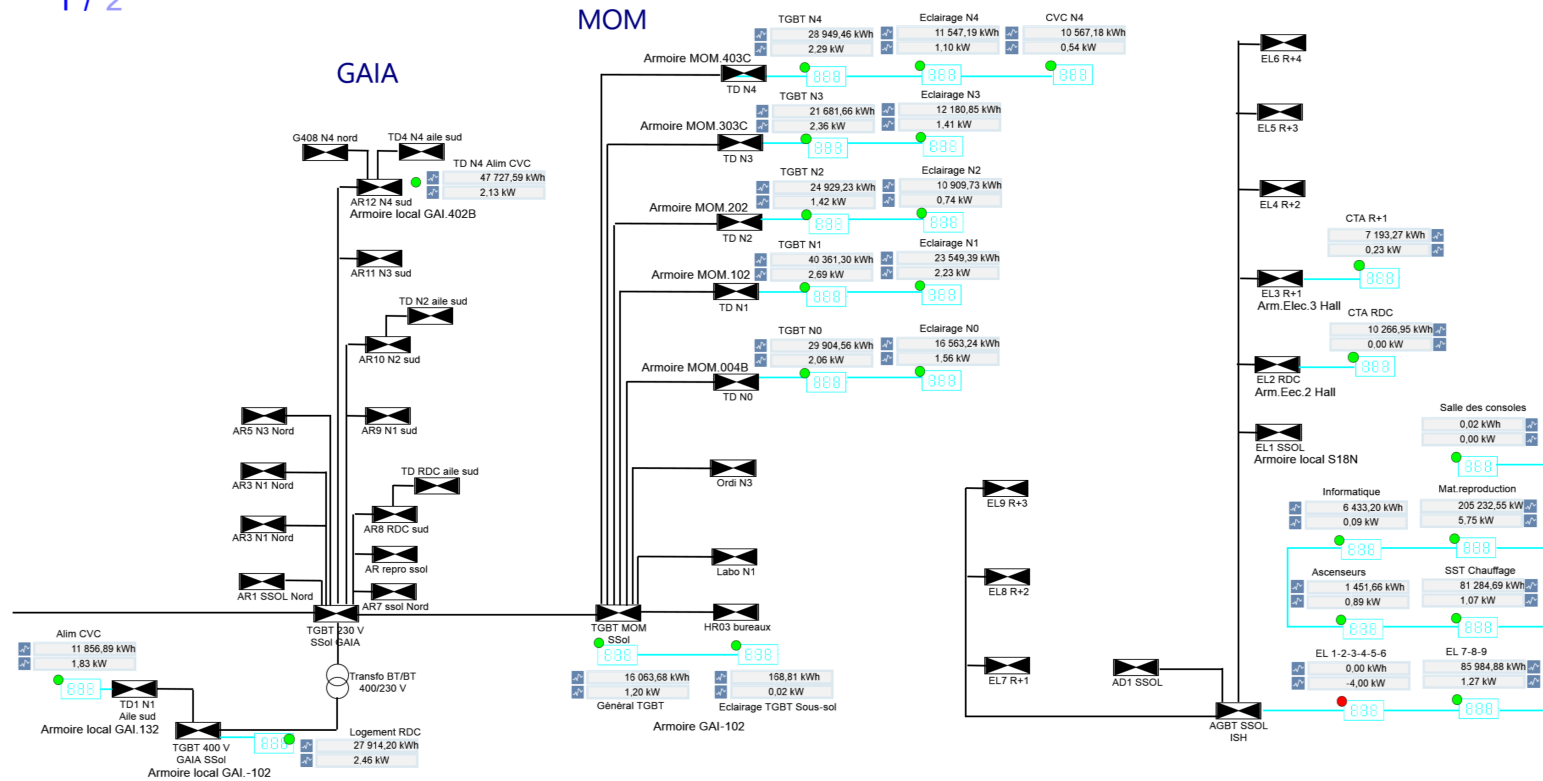 1 / 2
MOM
GAIA
TGBT N4
28 949,46 kWh
2,29 kW
Eclairage N4
11 547,19 kWh
1,10 kW
CVC N4
10 567,18 kWh
0,54 kW
Armoire MOM.403C
TD N4
TGBT N3
21 681,66 kWh
2,36 kW
Eclairage N3
12 180,85 kWh
1,41 kW
Armoire MOM.303C
TD N3
TGBT N2
24 929,23 kWh
1,42 kW
Eclairage N2
10 909,73 kWh
0,74 kW
Armoire MOM.202
TD N2
TGBT N1
40 361,30 kWh
2,69 kW
Eclairage N1
23 549,39 kWh
2,23 kW
Armoire MOM.102
TD N1
TGBT N0
29 904,56 kWh
2,06 kW
Eclairage N0
16 563,24 kWh
1,56 kW
Armoire MOM.004B
TD N0
Ordi N3
Labo N1
HR03 bureaux
TGBT MOM
SSol
16 063,68 kWh
1,20 kW
Général TGBT
158,81 kWh
0,02 kW
Eclairage TGBT Sous-sol
Armoire GAI-102
G408 N4 nord
TD4 N4 aile sud
TD N4 Alim CVC
47 727,59 kWh
2,13 kW
AR12 N4 sud
Armoire local GAI.402B
AR11 N3 sud
TD N2 aile sud
AR10 N2 sud
AR5 N3 Nord
AR9 N1 sud
AR3 N1 Nord
TD RDC aile sud
AR8 RDC sud
AR3 N1 Nord
AR repro ssol
AR1 SSOL Nord
AR7 ssol Nord
TGBT 230 V
SSol GAIA
Transfo BT/BT
400/230 V
Alim CVC
11 856,89 kWh
1,83 kW
TD1 N1
Aile sud
Armoire local GAI.132
TGBT 400 V
GAIA SSol
Armoire local GAI.-102
Logement RDC
27 914,20 kWh
2,46 kW
EL6 R+4
EL5 R+3
EL4 R+2
CTA R+1
7 193,27 kWh
0,23 kW
EL3 R+1
Arm.Elec.3 Hall
CTA RDC
10 266,95 kWh
0,00 kW
EL2 RDC
Arm.Eec.2 Hall
EL1 SSOL
Armoire local S18N
Salle des consoles
0,02 kWh
0,00 kW
EL9 R+3
EL8 R+2
EL7 R+1
AD1 SSOL
AGBT SSOL
ISH
Informatique
6 433,20 kWh
0,09 kW
Mat.reproduction
205 232,55 kW
5,75 kW
Ascenseurs
1 451,66 kWh
0,89 kW
SST Chauffage
81 284,69 kWh
1,07 kW
EL 1-2-3-4-5-6
0,00 kWh
-4,00 kW
EL 7-8-9
85 984,88 kWh
1,27 kW